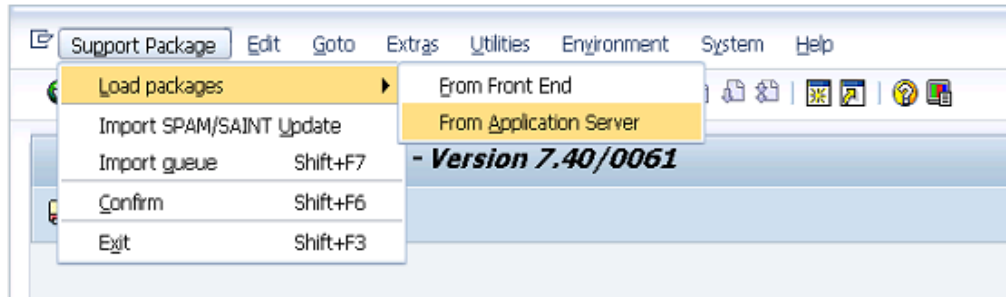 Support Package Edit Goto Extras Utilities Environment System Help
Load packages
From Front End
Import SPAM/SAINT Update
From Application Server
Import queue Shift+F7
- Version 7.40/0061
Confirm Shift+F6
Exit Shift+F3